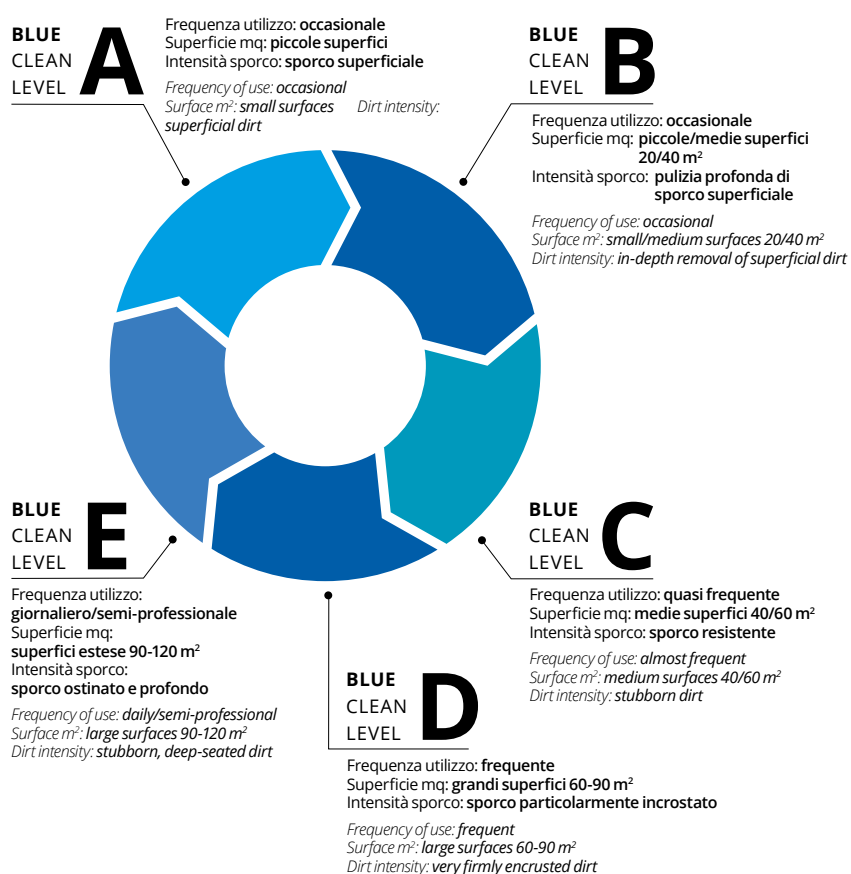 BLUE
CLEAN
LEVEL
A
Frequenza utilizzo: occasionale
Superficie mq: piccole superfici
Intensità sporco: sporco superficiale
Frequency of use: occasional
Surface m²: small surfaces Dirt intensity:
superficial dirt
BLUE
CLEAN
LEVEL
B
Frequenza utilizzo: occasionale
Superficie mq: piccole/medie superfici
20/40 m²
Intensità sporco: pulizia profonda di
sporco superficiale
Frequency of use: occasional
Surface m²: small/medium surfaces 20/40 m²
Dirt intensity: in-depth removal of superficial dirt
BLUE
CLEAN
LEVEL
C
Frequenza utilizzo: quasi frequente
Superficie mq: medie superfici 40/60 m²
Intensità sporco: sporco resistente
Frequency of use: almost frequent
Surface m²: medium surfaces 40/60 m²
Dirt intensity: stubborn dirt
BLUE
CLEAN
LEVEL
D
Frequenza utilizzo: frequente
Superficie mq: grandi superfici 60-90 m²
Intensità sporco: sporco particolarmente incrostato
Frequency of use: frequent
Surface m²: large surfaces 60-90 m²
Dirt intensity: very firmly encrusted dirt
BLUE
CLEAN
LEVEL
E
Frequenza utilizzo:
giornaliero/semi-professionale
Superficie mq:
superfici estese 90-120 m²
Intensità sporco:
sporco ostinato e profondo
Frequency of use: daily/semi-professional
Surface m²: large surfaces 90-120 m²
Dirt intensity: stubborn, deep-seated dirt